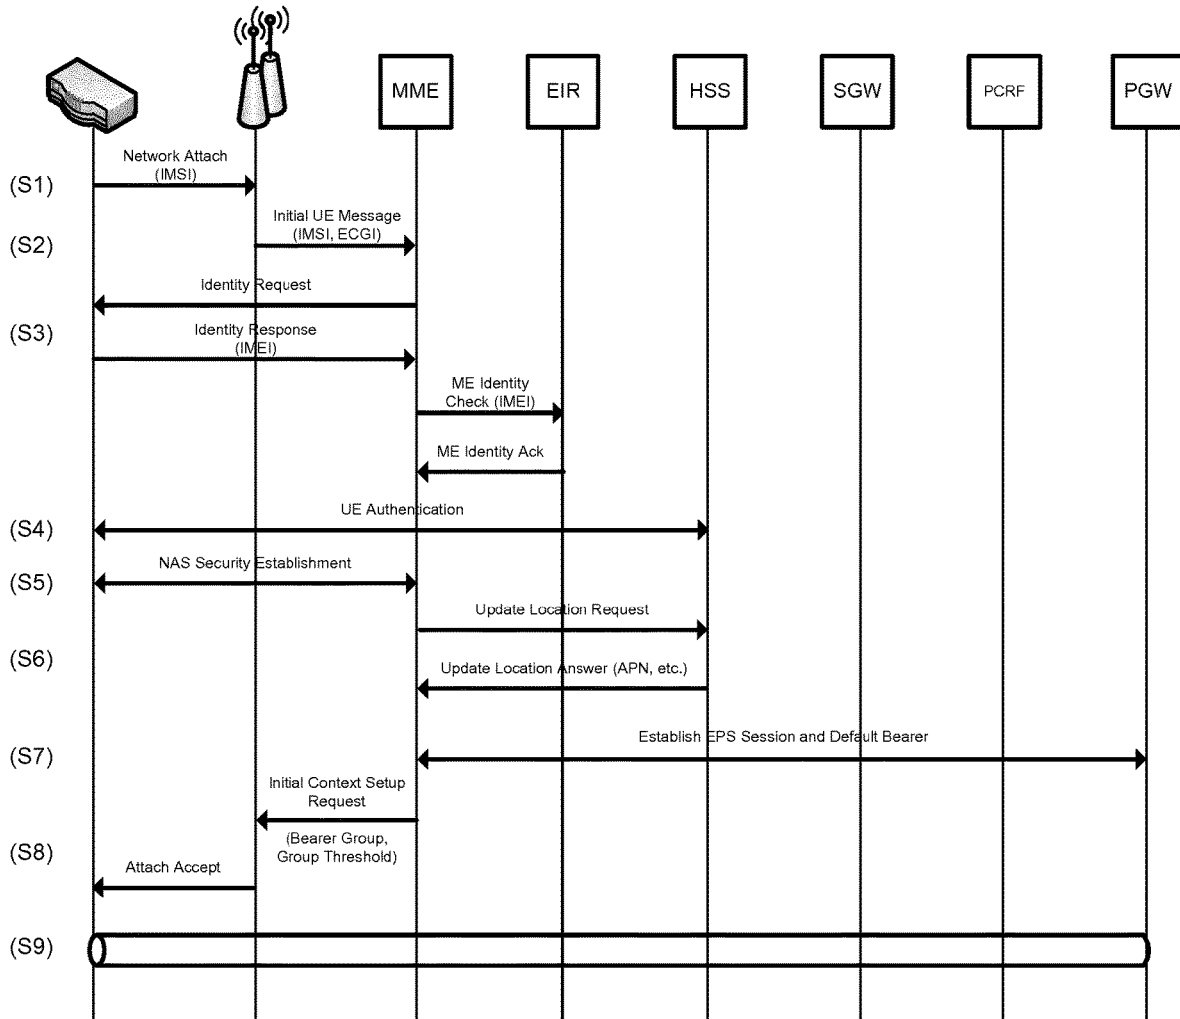 MME
EIR
HSS
SGW
PCRF
PGW
Network Attach
(IMSI)
(S1)
Initial UE Message
(IMSI, ECGI)
(S2)
Identity Request
(S3)
Identity Response
(IMEI)
ME Identity
Check (IMEI)
ME Identity Ack
UE Authentication
(S4)
NAS Security Establishment
(S5)
Update Location Request
(S6)
Update Location Answer (APN, etc.)
Establish EPS Session and Default Bearer
(S7)
Initial Context Setup
Request
(Bearer Group,
Group Threshold)
(S8)
Attach Accept
(S9)